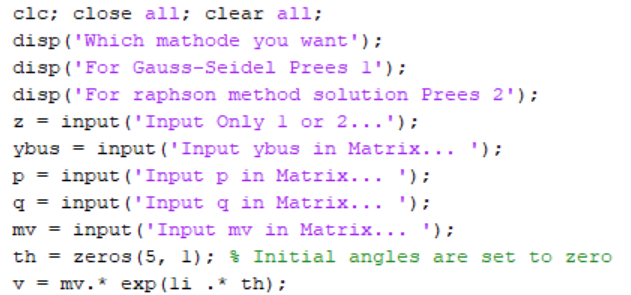 clc; close all; clear all;
disp('Which mathode you want');
disp('For Gauss-Seidel Prees 1');
disp('For raphson method solution Prees 2');
z = input('Input Only 1 or 2...');
ybus = input('Input ybus in Matrix... ');
p = input('Input p in Matrix... ');
q = input('Input q in Matrix... ');
mv = input('Input mv in Matrix... ');
th = zeros(5, 1); % Initial angles are set to zero
v = mv.* exp(1i .* th);